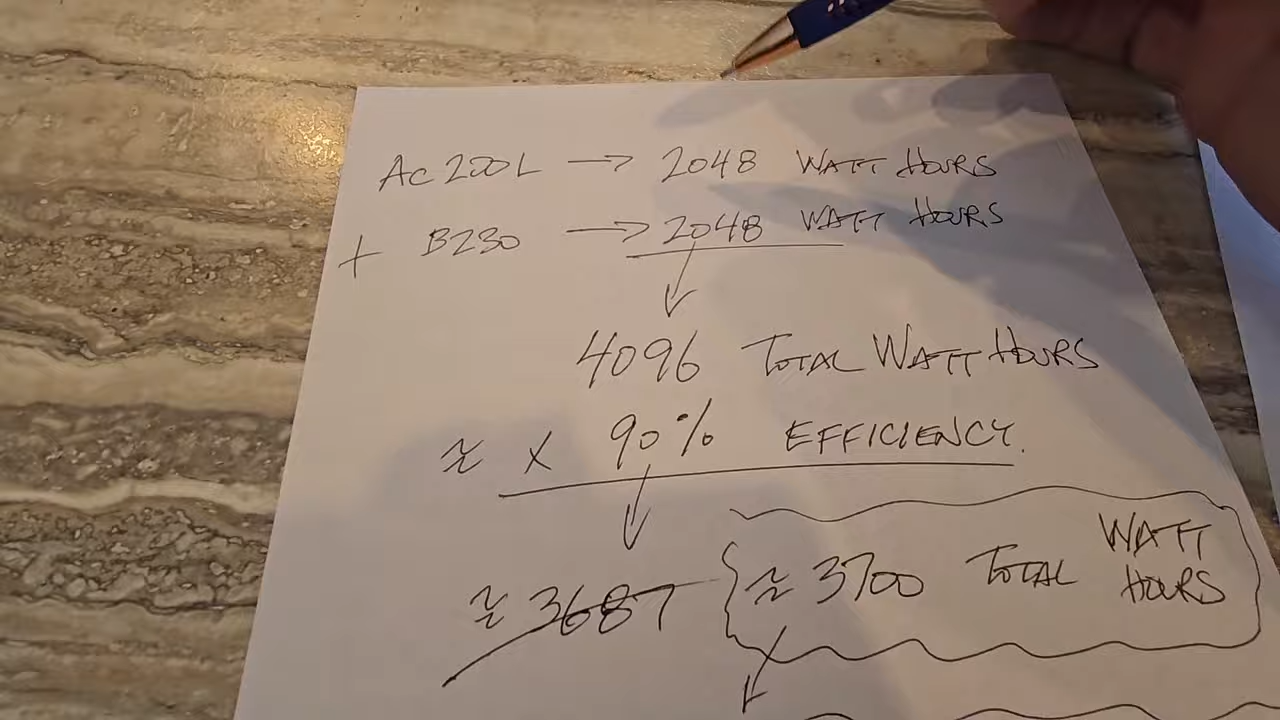 AC200L → 2048 WATT HOURS
+ B230 → 2048 WATT HOURS
4096 TOTAL WATT HOURS
≈ x 90% EFFICIENCY.
≈ 3687 ≈ 3700 TOTAL WATT HOURS